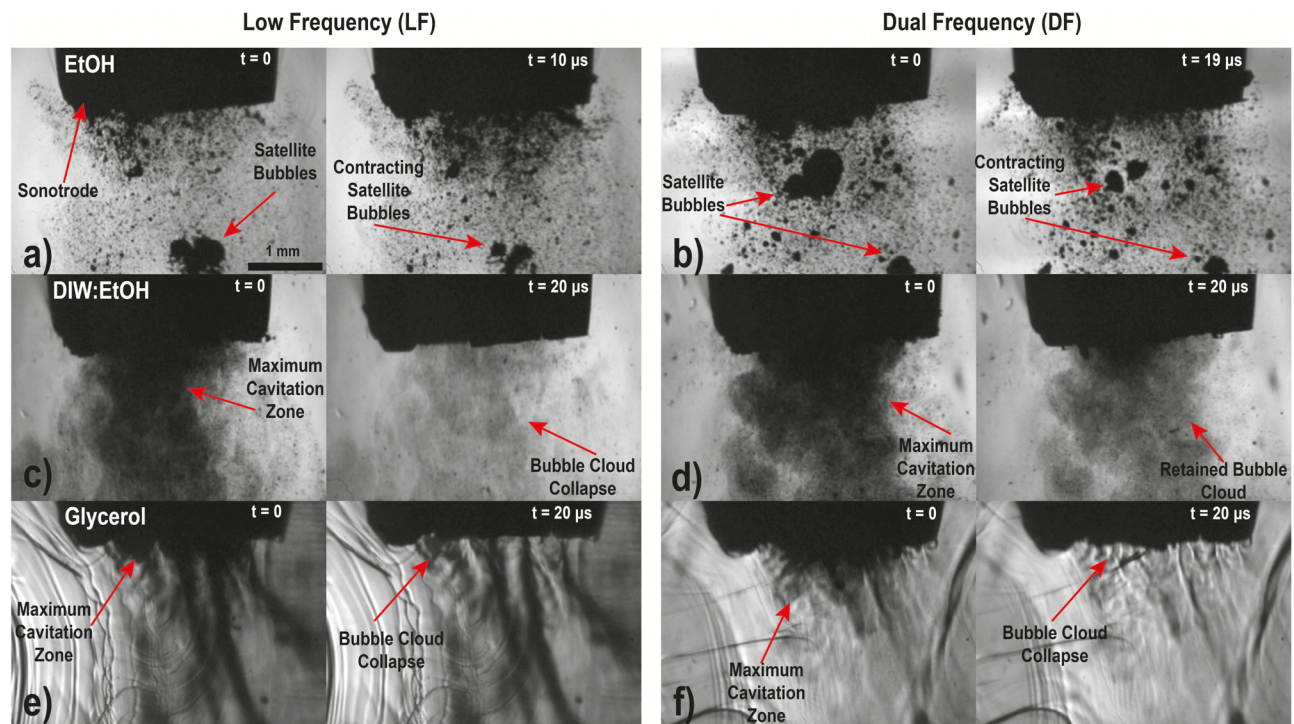 Low Frequency (LF)
Dual Frequency (DF)
EtOH
t = 0
t = 10 µs
Sonotrode
Satellite
Bubbles
Contracting
Satellite
Bubbles
1 mm
a)
t = 0
t = 19 µs
Satellite
Bubbles
Contracting
Satellite
Bubbles
b)
DIW:EtOH
t = 0
t = 20 µs
Maximum
Cavitation
Zone
Bubble Cloud
Collapse
c)
t = 0
t = 20 µs
Maximum
Cavitation
Zone
Retained Bubble
Cloud
d)
Glycerol
t = 0
t = 20 µs
Maximum
Cavitation
Zone
Bubble Cloud
Collapse
e)
t = 0
t = 20 µs
Maximum
Cavitation
Zone
Bubble Cloud
Collapse
f)